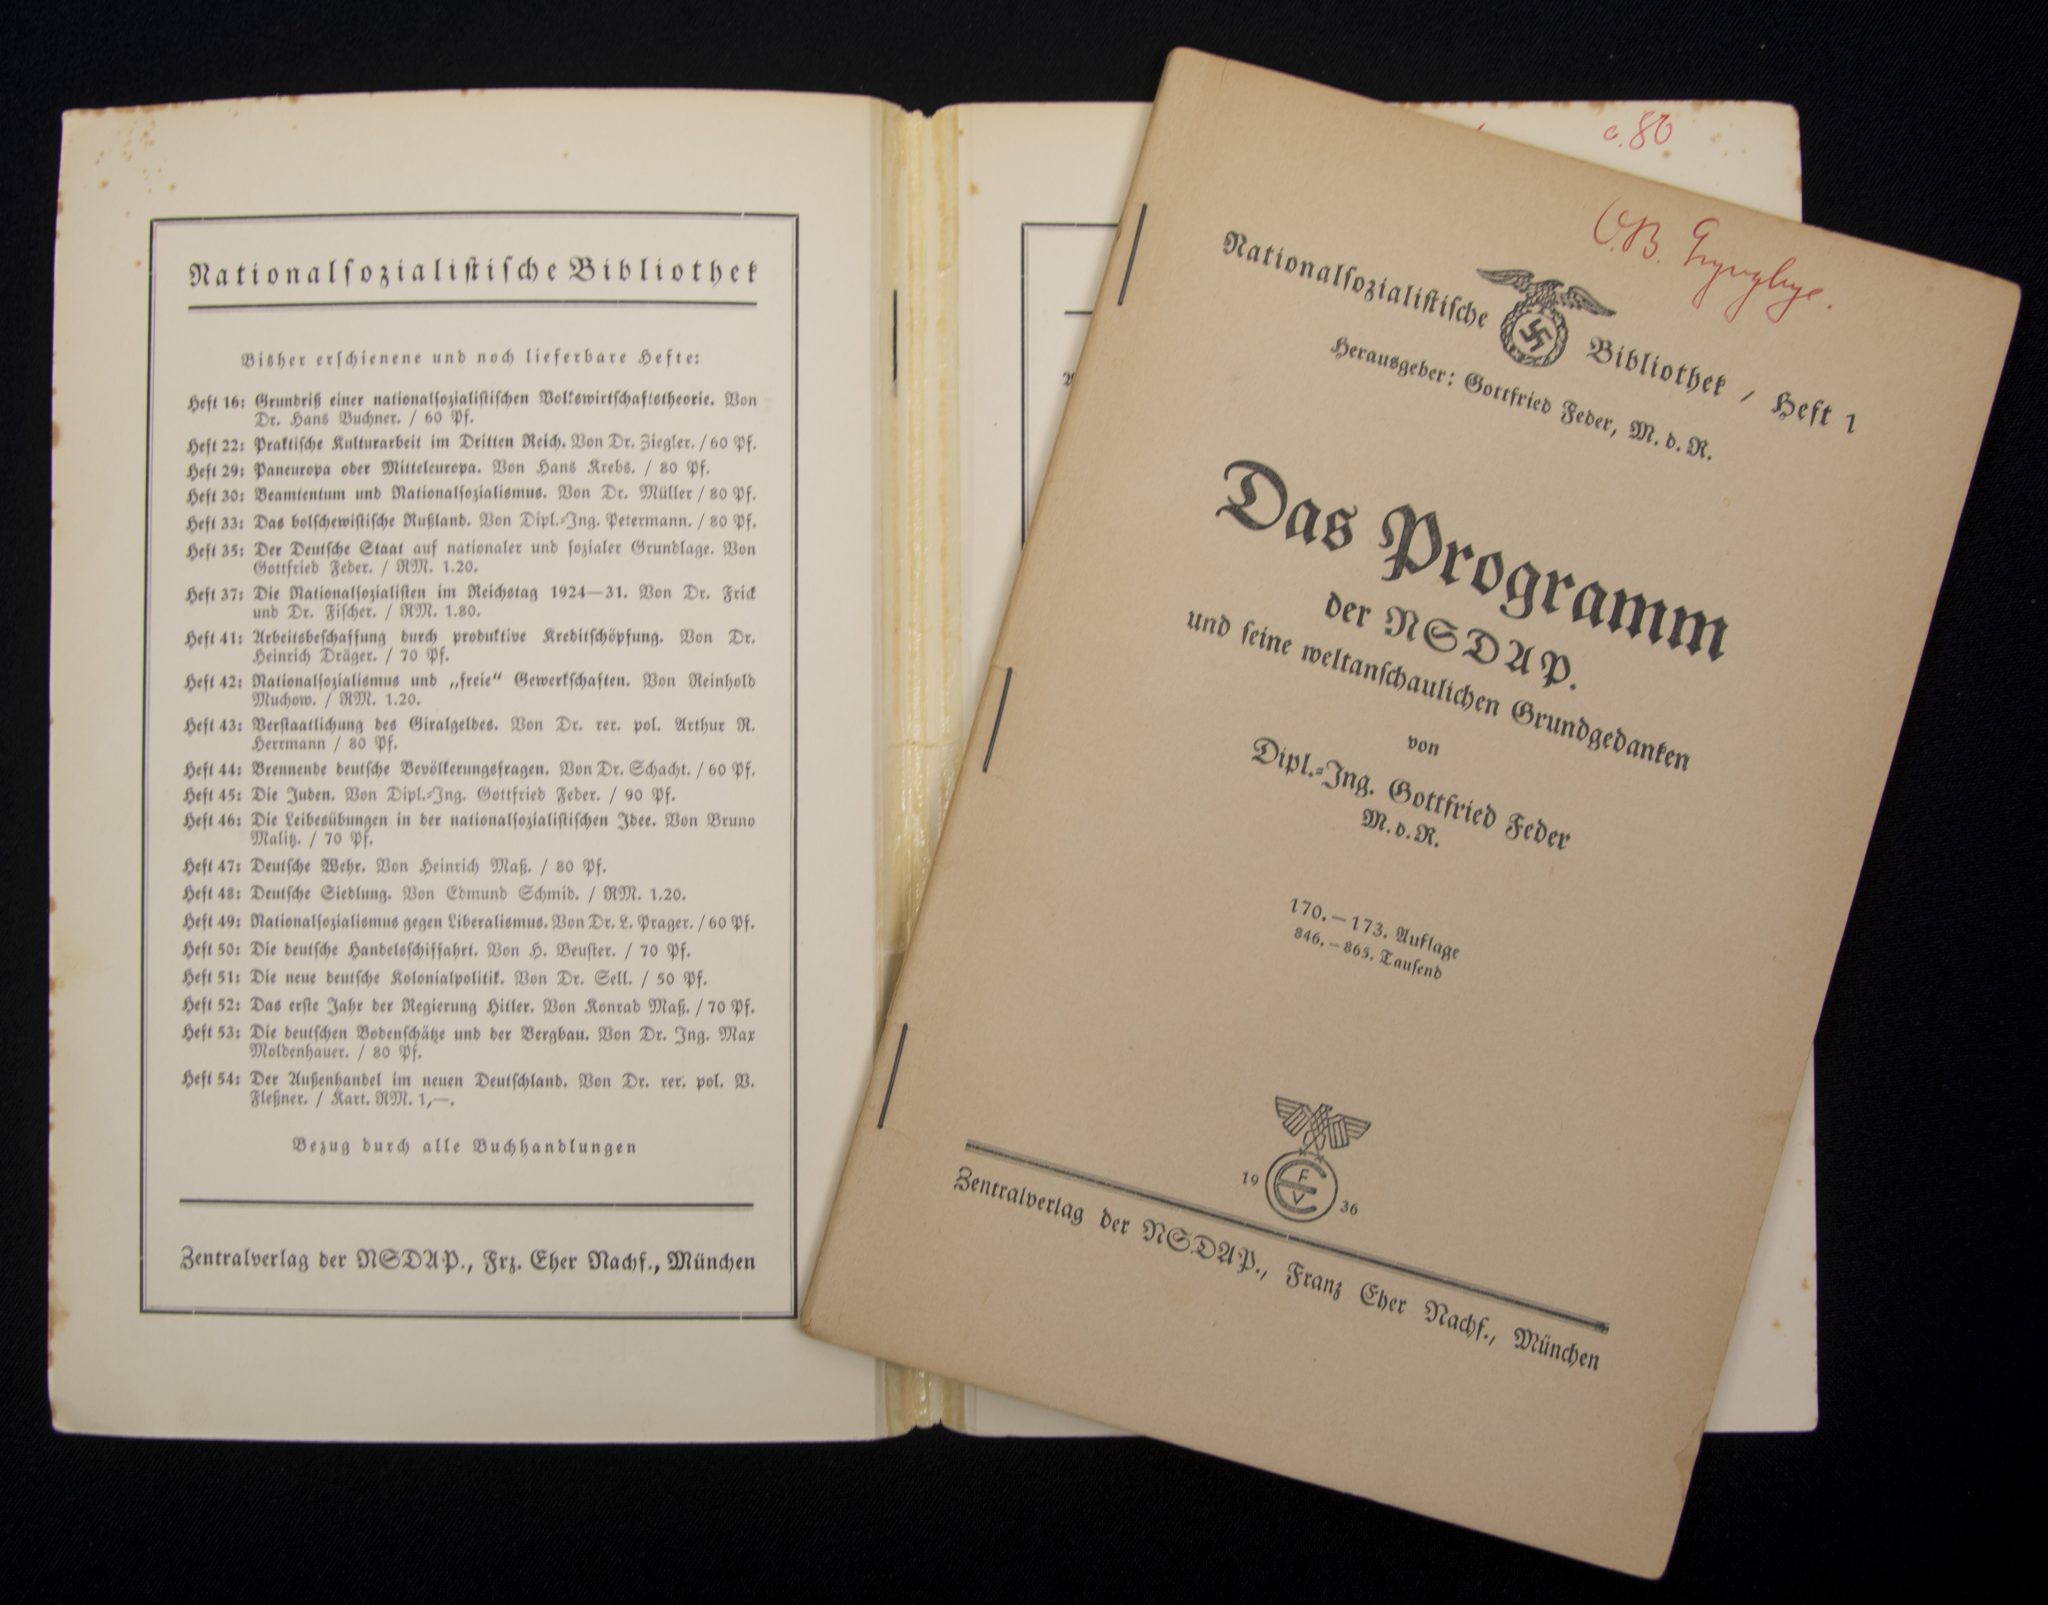 Nationalsozialistische Bibliothek
Bisher erschienene und noch lieferbare Hefte:
Heft 16: Grundriß einer nationalsozialistischen Volkswirtschaftstheorie. Von
Dr. Hans Buchner. / 60 Pf.
Heft 22: Praktische Kulturarbeit im Dritten Reich. Von Dr. Ziegler. / 60 Pf.
Heft 29: Paneuropa oder Mitteleuropa. Von Hans Krebs. / 80 Pf.
Heft 30: Beamtentum und Nationalsozialismus. Von Dr. Müller / 80 Pf.
Heft 33: Das bolschewistische Rußland. Von Dipl.-Ing. Petermann. / 80 Pf.
Heft 35: Der Deutsche Staat auf nationaler und sozialer Grundlage. Von
Gottfried Feder. / RM. 1.20.
Heft 37: Die Nationalsozialisten im Reichstag 1924—31. Von Dr. Frick
und Dr. Fischer. / RM. 1.80.
Heft 41: Arbeitsbeschaffung durch produktive Kreditschöpfung. Von Dr.
Heinrich Dräger. / 70 Pf.
Heft 42: Nationalsozialismus und „freie“ Gewerkschaften. Von Reinhold
Muchow. / RM. 1.20.
Heft 43: Verstaatlichung des Giralgeldes. Von Dr. rer. pol. Arthur R.
Herrmann / 80 Pf.
Heft 44: Brennende deutsche Bevölkerungsfragen. Von Dr. Schacht. / 60 Pf.
Heft 45: Die Juden. Von Dipl.-Ing. Gottfried Feder. / 90 Pf.
Heft 46: Die Leibesübungen in der nationalsozialistischen Idee. Von Bruno
Malitz. / 70 Pf.
Heft 47: Deutsche Wehr. Von Heinrich Maß. / 80 Pf.
Heft 48: Deutsche Siedlung. Von Edmund Schmid. / RM. 1.20.
Heft 49: Nationalsozialismus gegen Liberalismus. Von Dr. L. Prager. / 60 Pf.
Heft 50: Die deutsche Handelsschiffahrt. Von H. Beuster. / 70 Pf.
Heft 51: Die neue deutsche Kolonialpolitik. Von Dr. Sell. / 50 Pf.
Heft 52: Das erste Jahr der Regierung Hitler. Von Konrad Maß. / 70 Pf.
Heft 53: Die deutschen Bodenschätze und der Bergbau. Von Dr. Ing. Max
Moldenhauer. / 80 Pf.
Heft 54: Der Außenhandel im neuen Deutschland. Von Dr. rer. pol. V.
Fleßner. / Kart. RM. 1,—.
Bezug durch alle Buchhandlungen
Zentralverlag der NSDAP., Frz. Eher Nachf., München
0.80
Nationalsozialistische Bibliothek / Heft 1
Herausgeber: Gottfried Feder, M. d. R.
Das Programm
der NSDAP.
und seine weltanschaulichen Grundgedanken
von
Dipl.-Ing. Gottfried Feder
M. d. R.
170. – 173. Auflage
846. – 865. Tausend
19 F E V 36
Zentralverlag der NSDAP., Franz Eher Nachf., München